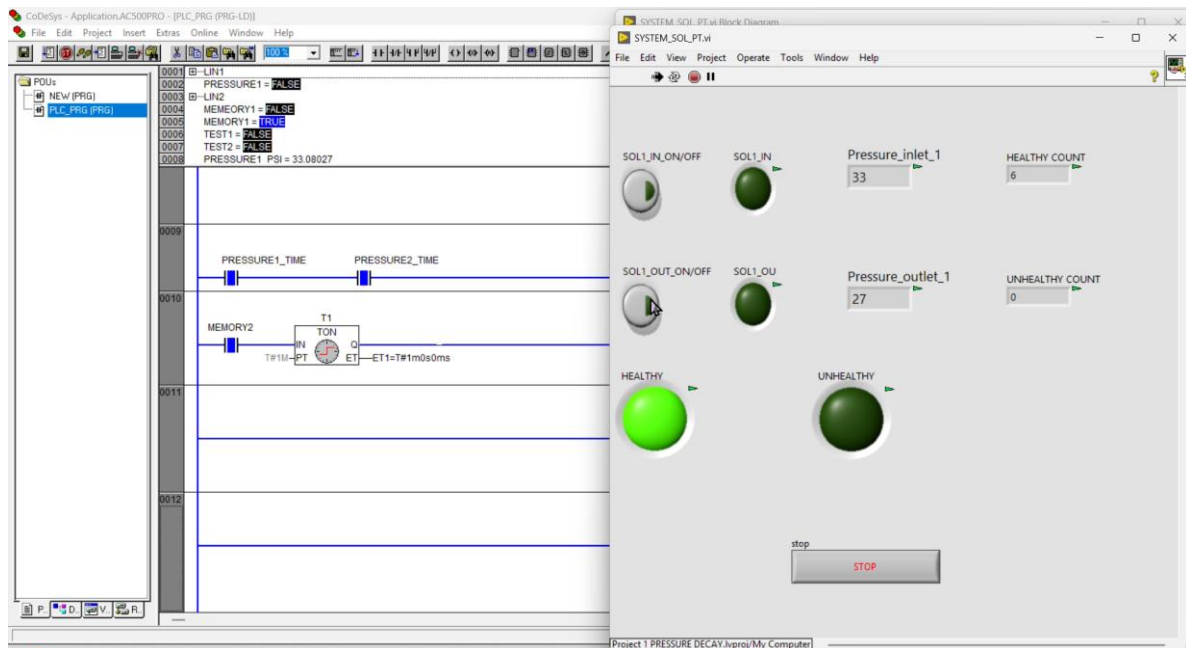 CoDeSys - Application.AC500PRO - [PLC_PRG (PRG-LD)]
File Edit Project Insert Extras Online Window Help
100 %
POUs
NEW (PRG)
PLC_PRG (PRG)
0001 LIN1
0002 PRESSURE1 = FALSE
0003 LIN2
0004 MEMEORY1 = FALSE
0005 MEMORY1 = TRUE
0006 TEST1 = FALSE
0007 TEST2 = FALSE
0008 PRESSURE1 PSI = 33.08027
0009
PRESSURE1_TIME PRESSURE2_TIME
0010
T1
MEMORY2 TON
IN Q
T#1M PT ET ET1=T#1m0s0ms
0011
0012
P.. D.. V.. R..
SYSTEM_SOL_PT.vi Block Diagram
SYSTEM_SOL_PT.vi
File Edit View Project Operate Tools Window Help
SOL1_IN_ON/OFF SOL1_IN Pressure_inlet_1 HEALTHY COUNT
33 6
SOL1_OUT_ON/OFF SOL1_OU Pressure_outlet_1 UNHEALTHY COUNT
27 0
HEALTHY UNHEALTHY
stop
STOP
Project 1 PRESSURE DECAY.lvproj/My Computer